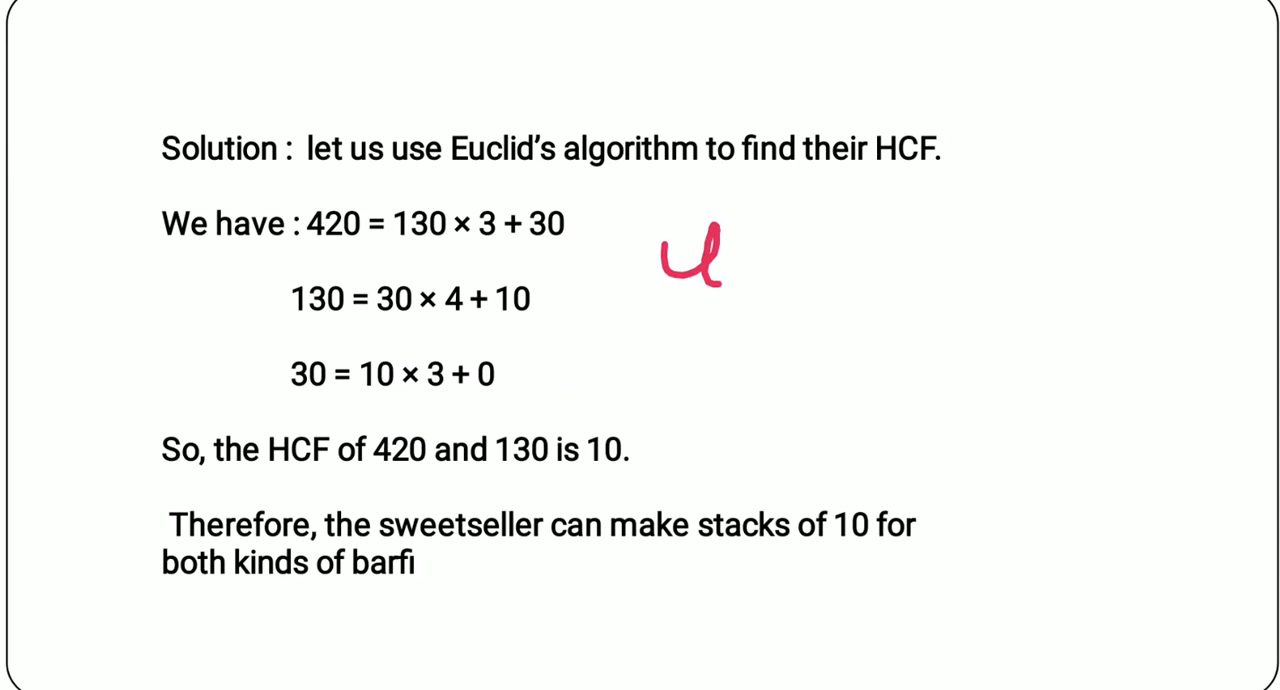 Solution : let us use Euclid’s algorithm to find their HCF.
We have : 420 = 130 × 3 + 30
130 = 30 × 4 + 10
30 = 10 × 3 + 0
So, the HCF of 420 and 130 is 10.
Therefore, the sweetseller can make stacks of 10 for
both kinds of barfi